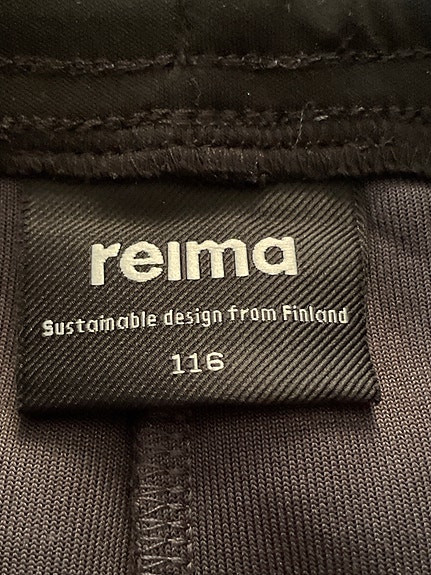 reima
Sustainable design from Finland
116